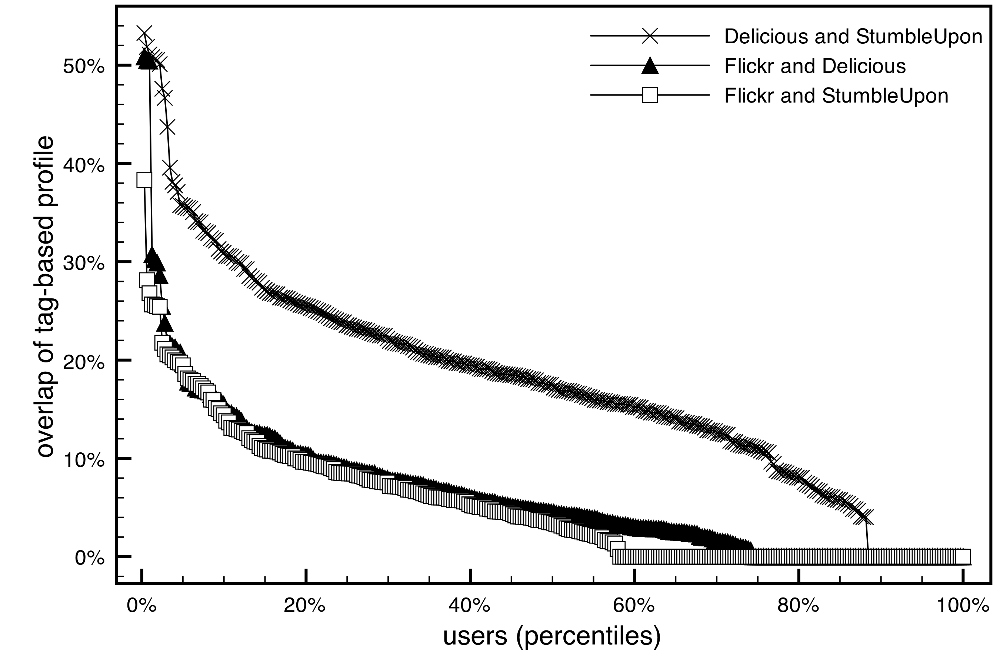 Delicious and StumbleUpon
Flickr and Delicious
Flickr and StumbleUpon
overlap of tag-based profile
50%
40%
30%
20%
10%
0%
0% 20% 40% 60% 80% 100%
users (percentiles)